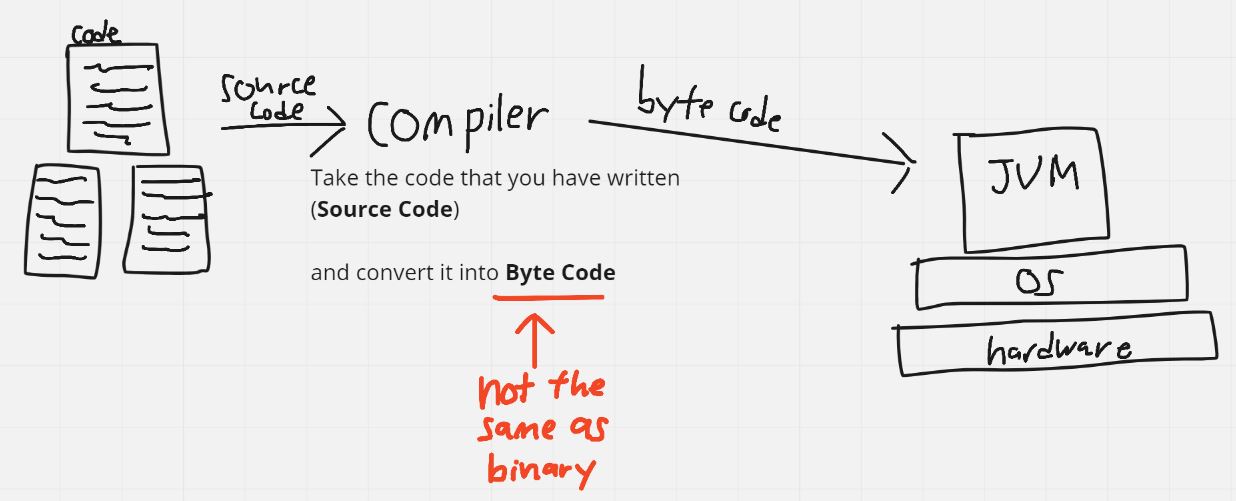 code
source
code
compiler
byte code
Take the code that you have written
(Source Code)
and convert it into Byte Code
not the
same as
binary
JVM
OS
hardware